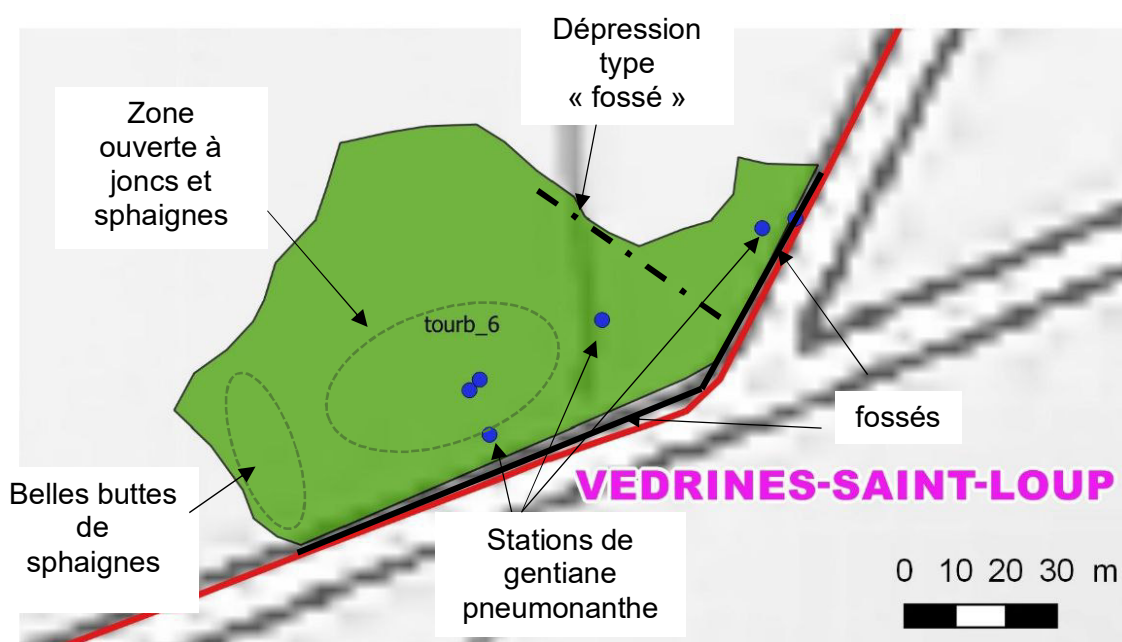 Dépression
type
« fossé »
Zone
ouverte à
joncs et
sphaignes
tourb_6
fossés
Belles buttes
de
sphaignes
VEDRINES-SAINT-LOUP
Stations de
gentiane
pneumonanthe
0 10 20 30 m